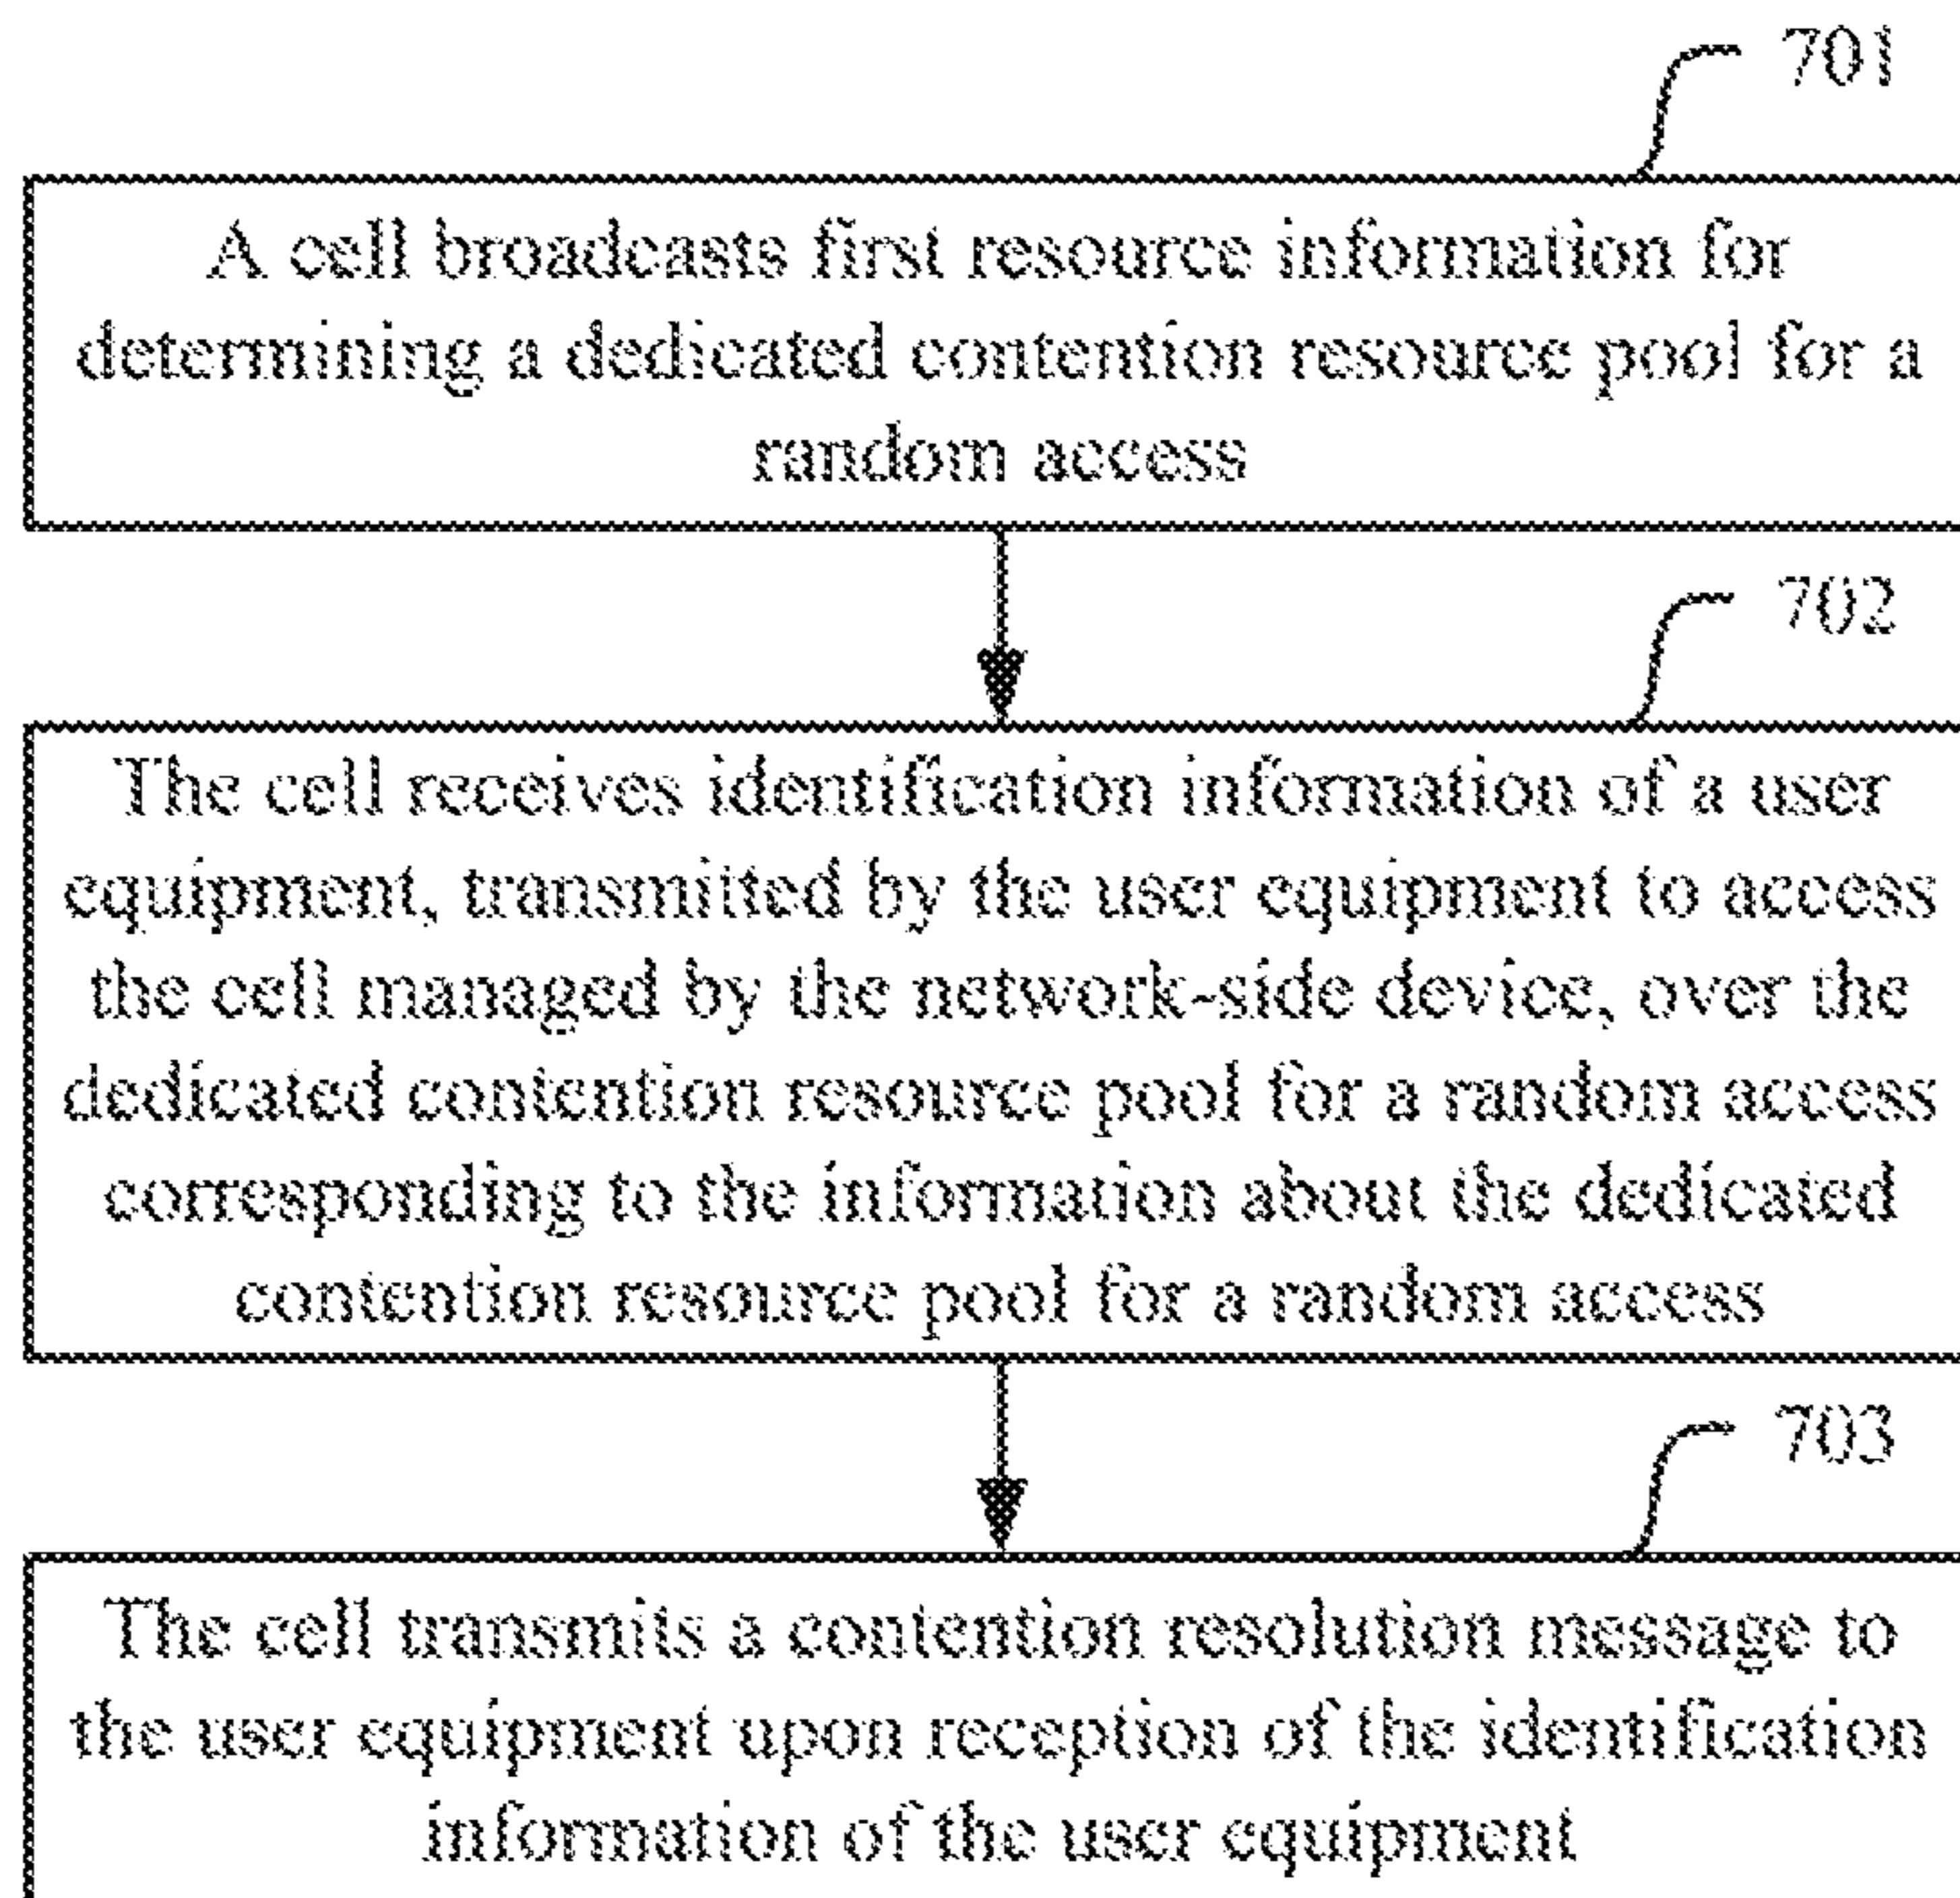 701
A cell broadcasts first resource information for
determining a dedicated contention resource pool for a
random access
702
The cell receives identification information of a user
equipment, transmitted by the user equipment to access
the cell managed by the network-side device, over the
dedicated contention resource pool for a random access
corresponding to the information about the dedicated
contention resource pool for a random access
703
The cell transmits a contention resolution message to
the user equipment upon reception of the identification
information of the user equipment